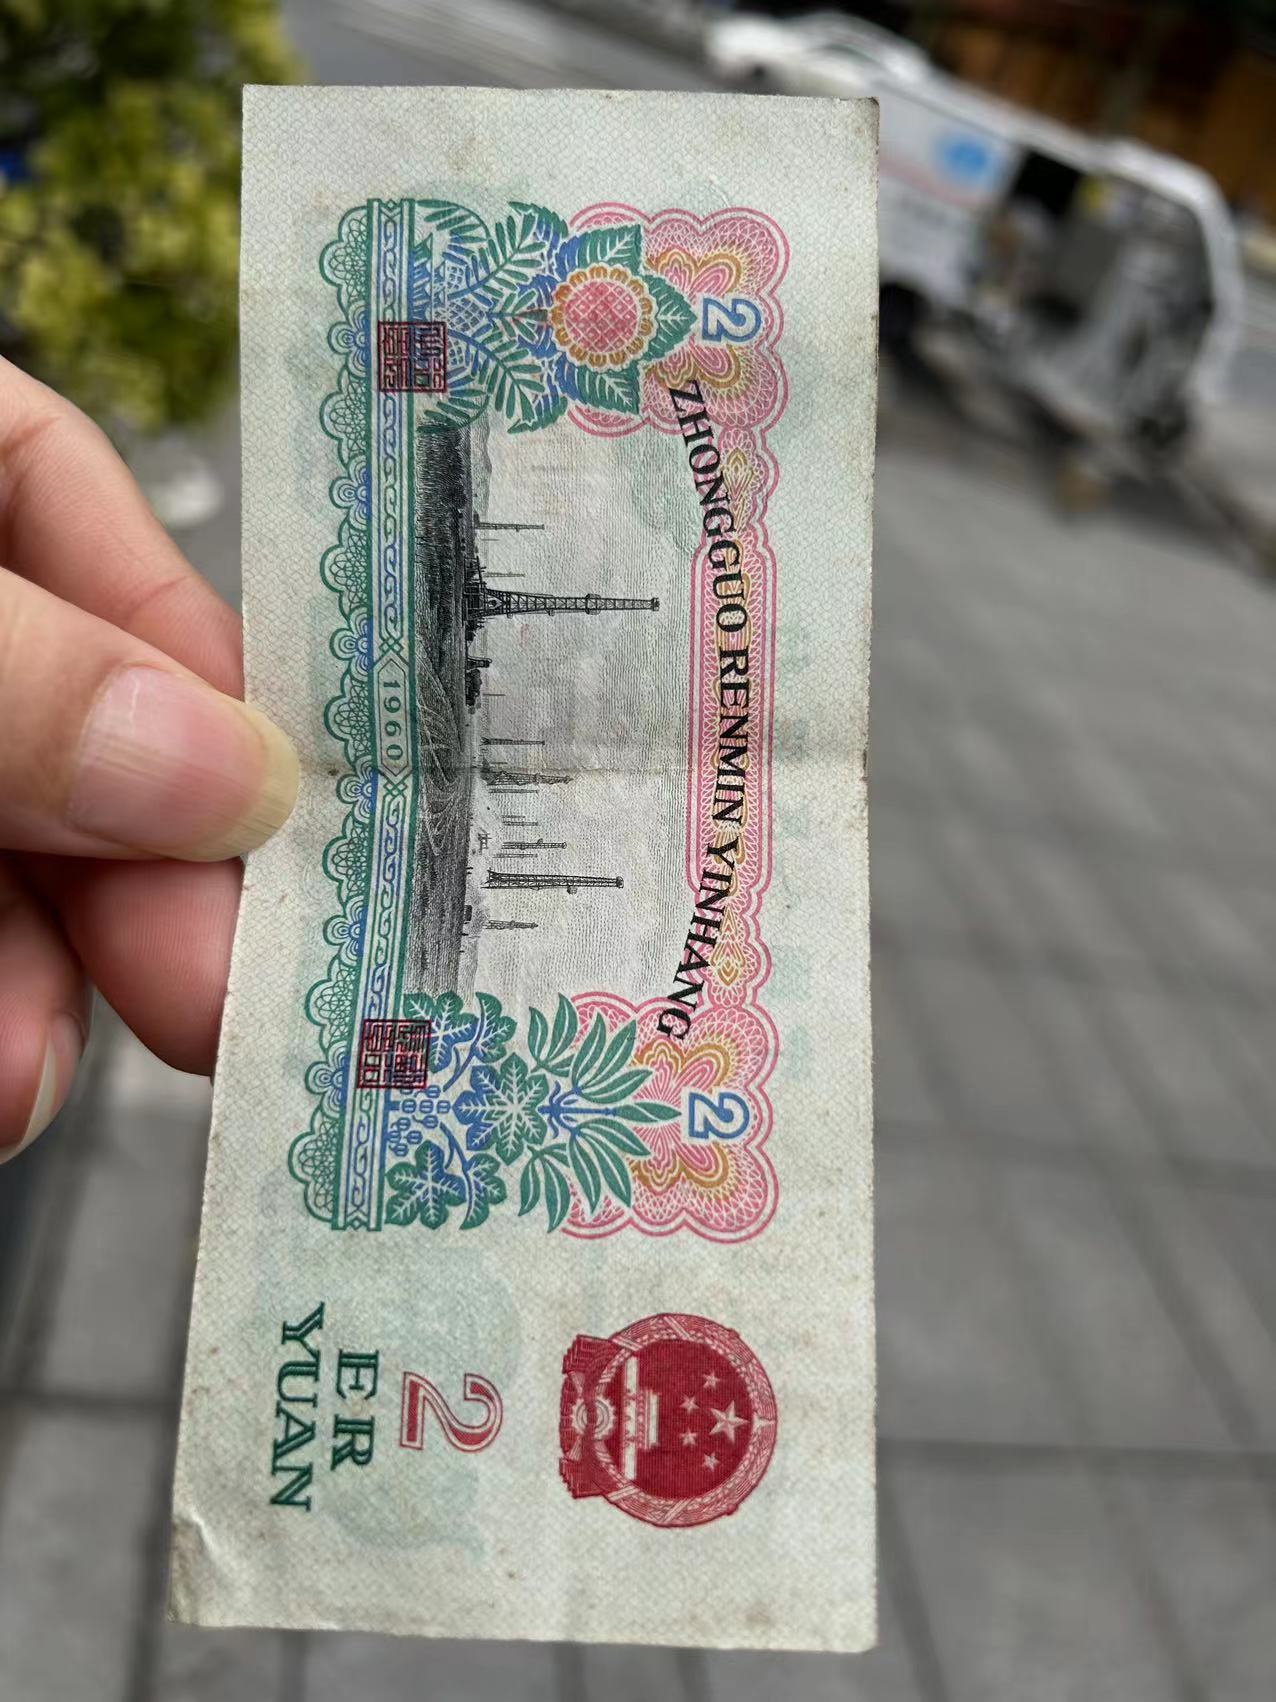 ZHONGGUO RENMIN YINHANG
2
2
1960
2
ER
YUAN